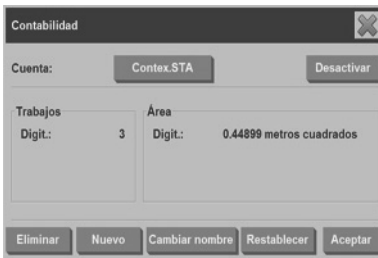 Contabilidad
Cuenta: Contex.STA Desactivar
Trabajos Área
Digit.: 3 Digit.: 0.44899 metros cuadrados
Eliminar Nuevo Cambiar nombre Restablecer Aceptar